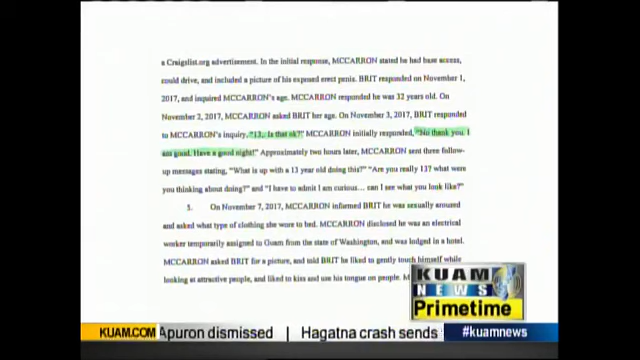 a Craigslist.org advertisement. In the initial response, MCCARRON stated he had base access,
could drive, and included a picture of his exposed erect penis. BRIT responded on November 1,
2017, and inquired MCCARRON's age. MCCARRON responded he was 32 years old. On
November 2, 2017, MCCARRON asked BRIT her age. On November 3, 2017, BRIT responded
to MCCARRON's inquiry, "13, Is that ok?" MCCARRON initially responded, "No thank you. I
am good. Have a good night!" Approximately two hours later, MCCARRON sent three follow-
up messages stating, "What is up with a 13 year old doing this?" "Are you really 13? what were
you thinking about doing?" and "I have to admit I am curious… can I see what you look like?"
5. On November 7, 2017, MCCARRON informed BRIT he was sexually aroused
and asked what type of clothing she wore to bed. MCCARRON disclosed he was an electrical
worker temporarily assigned to Guam from the state of Washington, and was lodged in a hotel.
MCCARRON asked BRIT for a picture, and told BRIT he liked to gently touch himself while
looking at attractive people, and liked to kiss and use his tongue on people.
KUAM
NEWS
Primetime
KUAM.COM Apuron dismissed | Hagatna crash sends #kuamnews